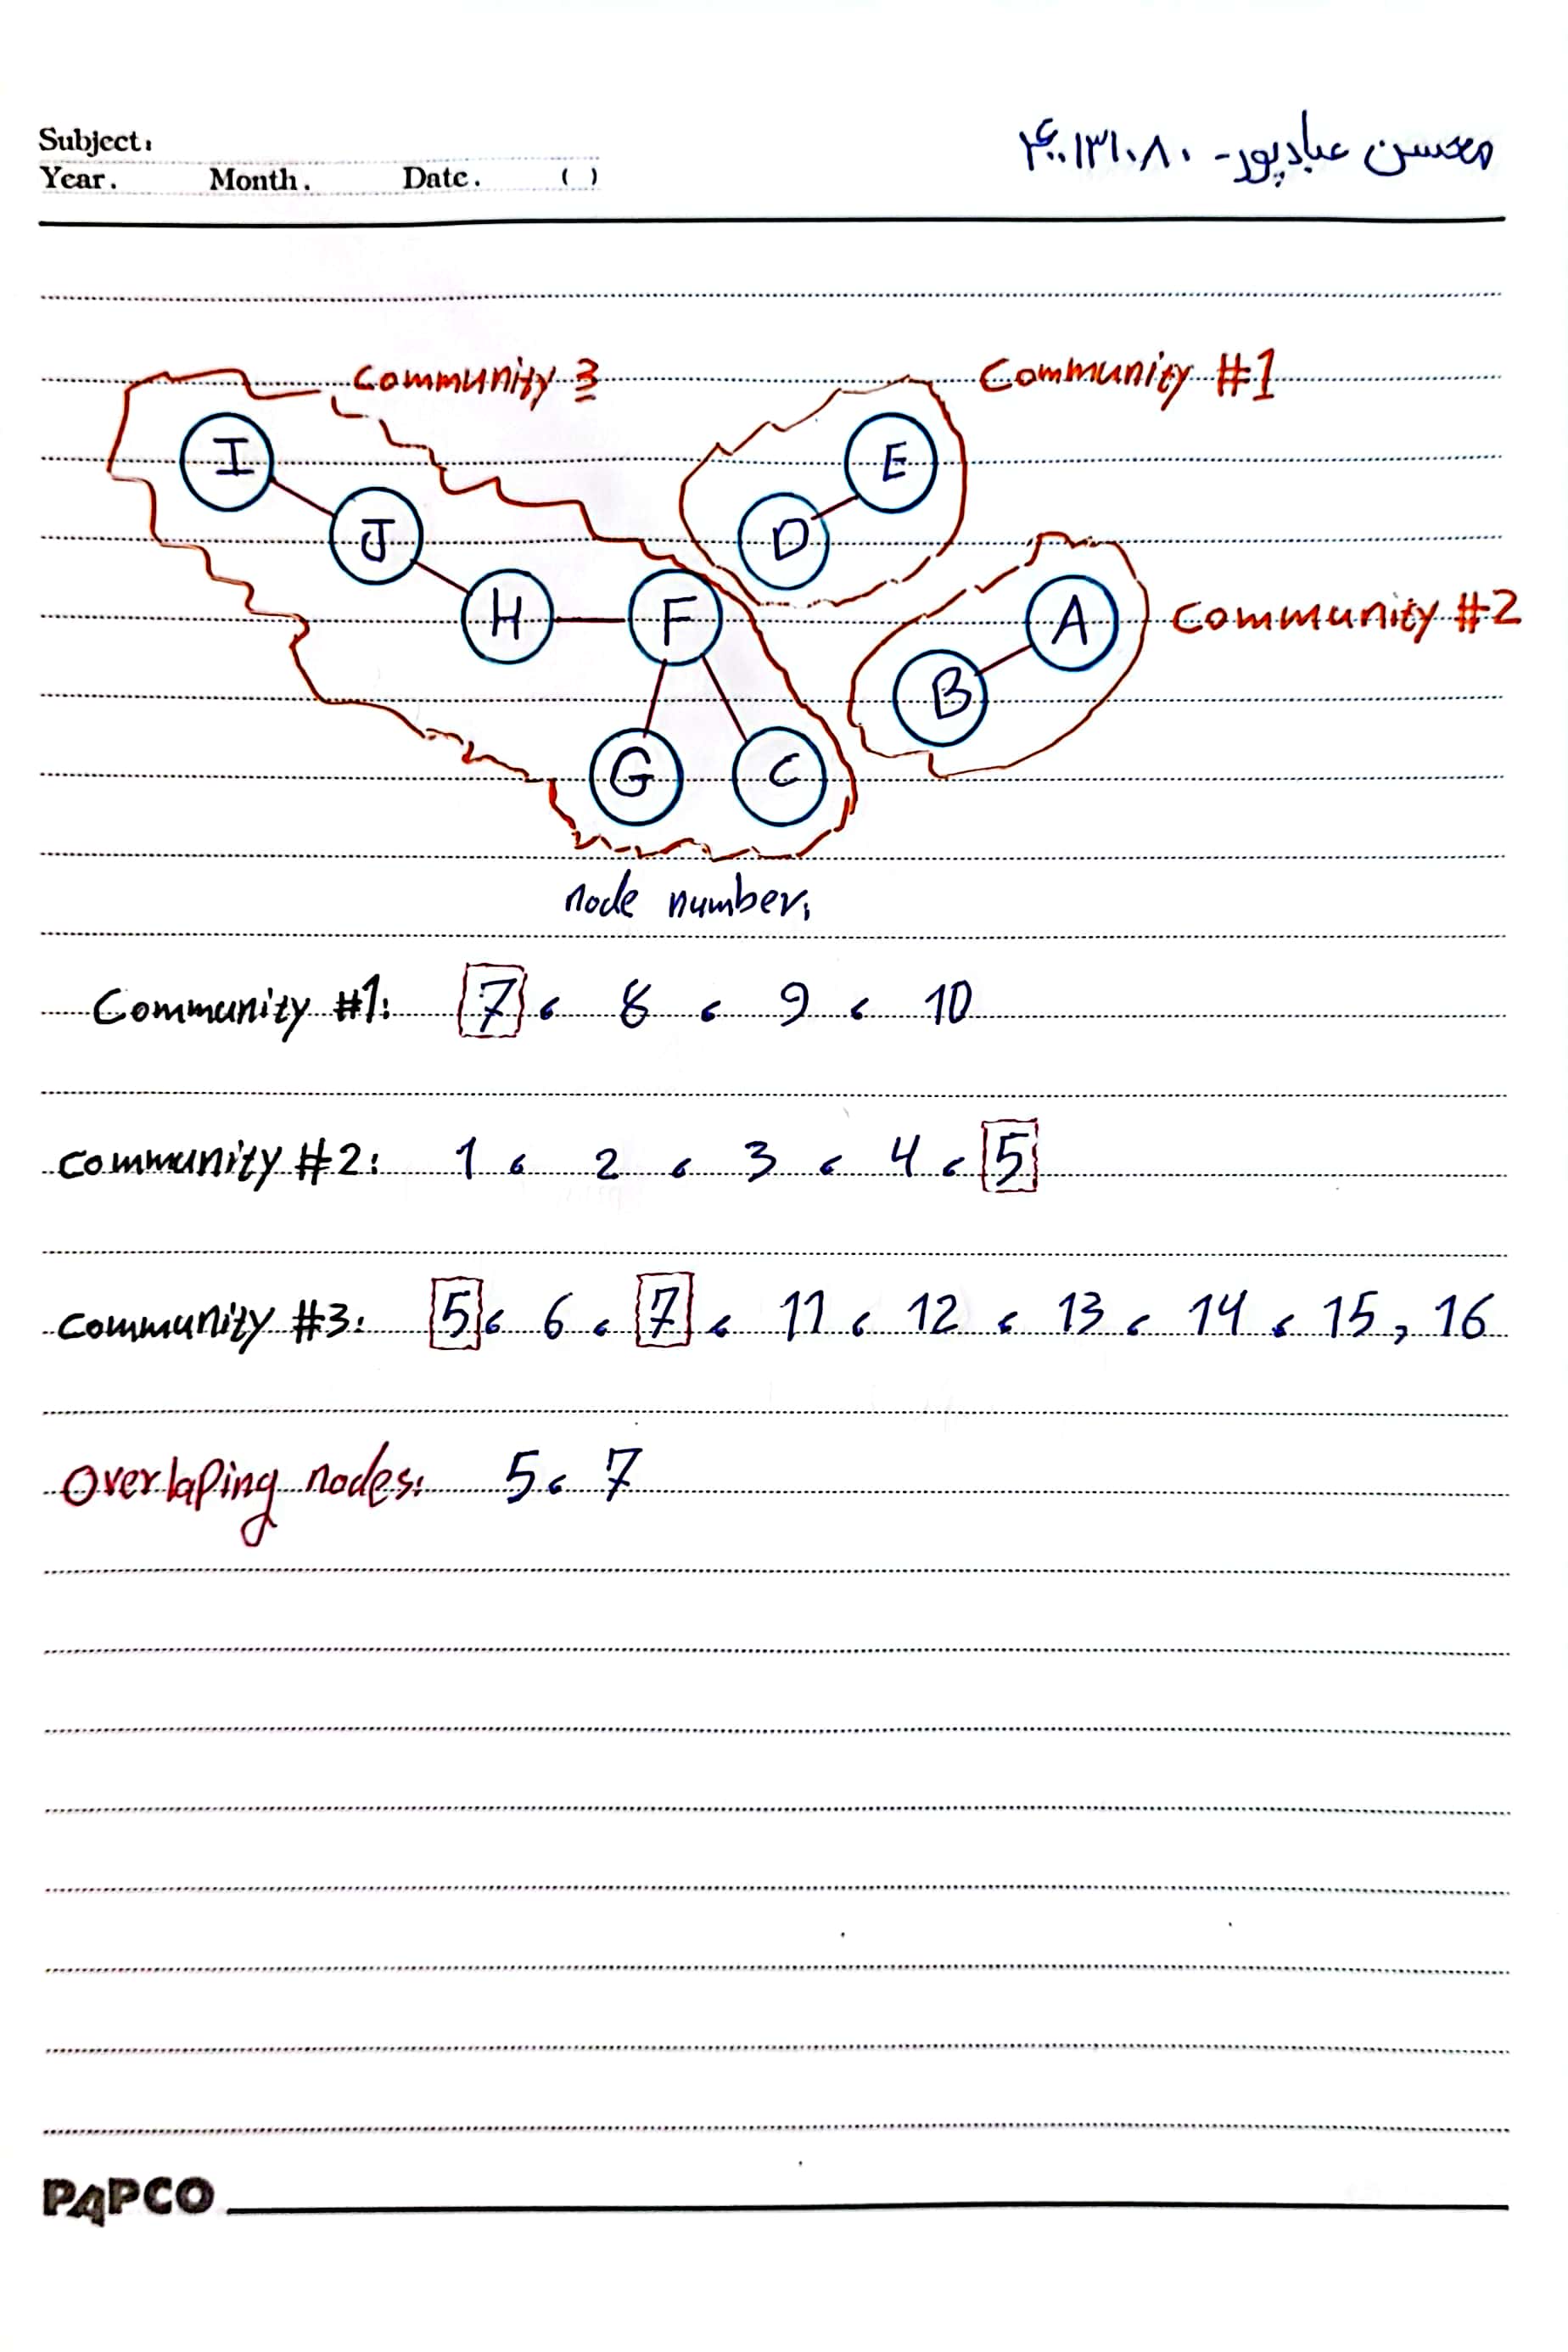 Subject:
محسن عبادپور - ۴۰۰۱۳۱۰۸۰
Year. Month. Date. ( )
Community 3
Community #1
I
E
J
D
H
F
A
Community #2
B
G
C
node number:
Community #1: 7، 8، 9، 10
community #2: 1، 2، 3، 4، 5
community #3: 5، 6، 7، 11، 12، 13، 14، 15, 16
Overlaping nodes: 5، 7
PAPCO